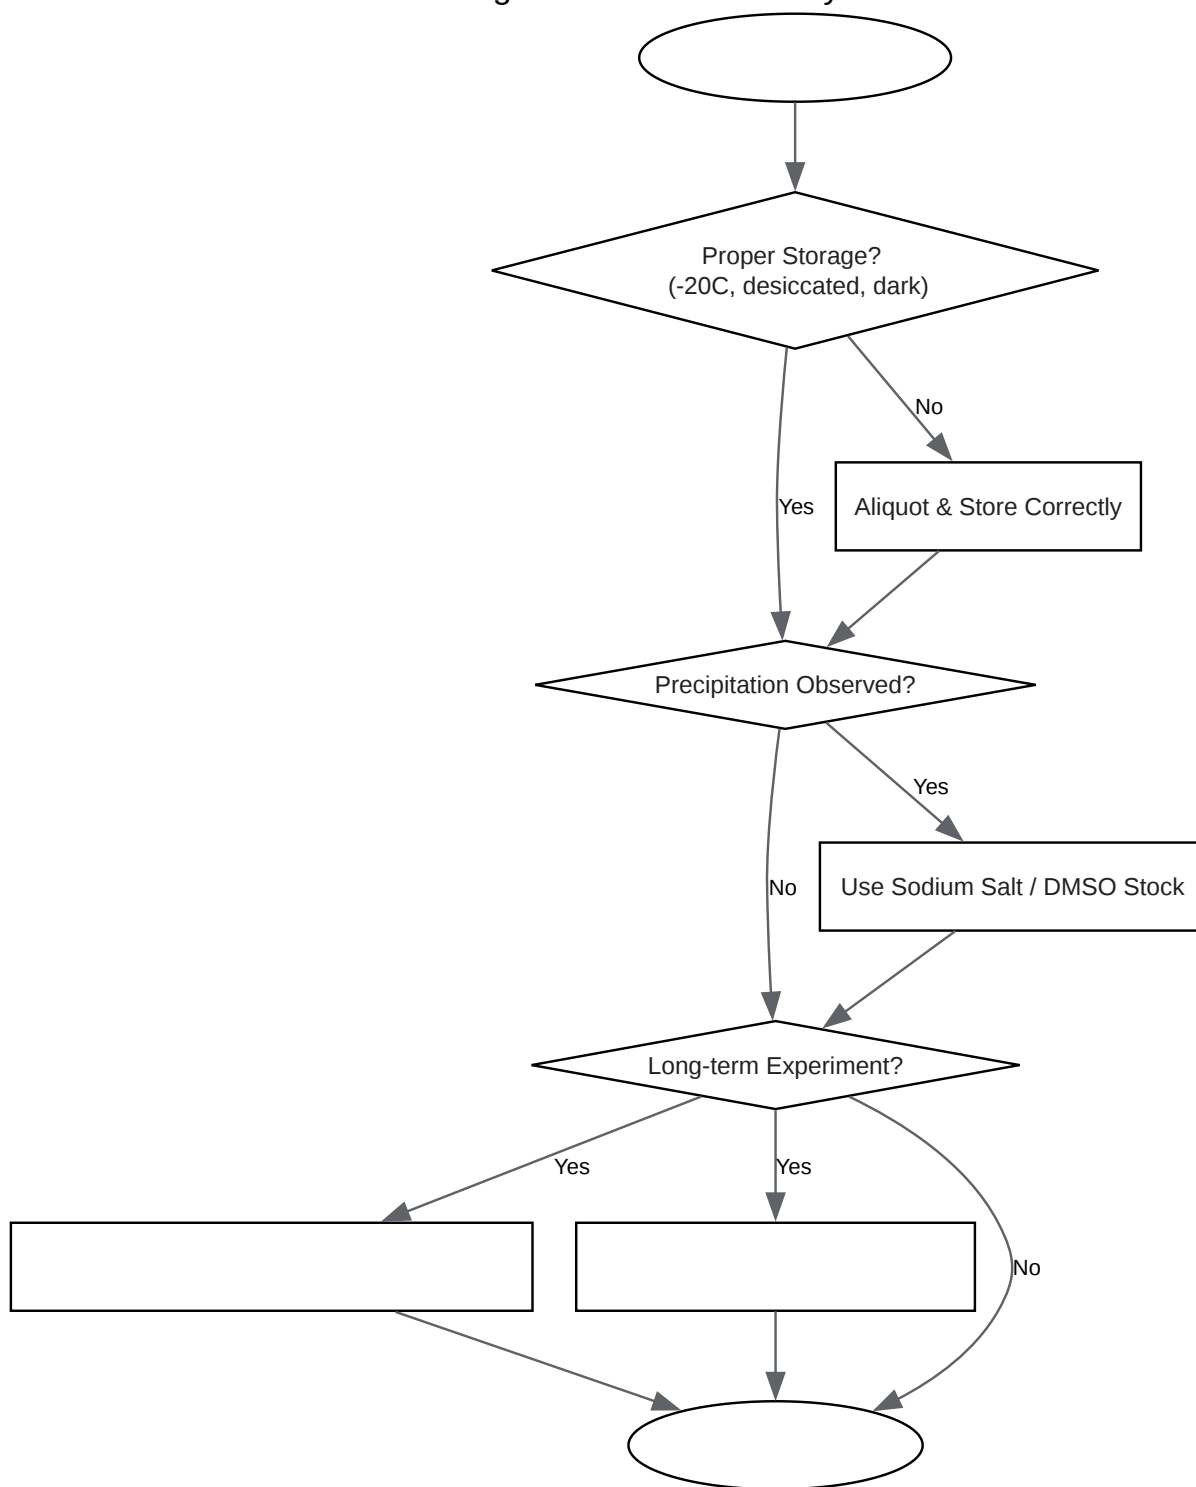 Proper Storage?
(-20C, desiccated, dark)
No
Yes
Aliquot & Store Correctly
Precipitation Observed?
Yes
No
Use Sodium Salt / DMSO Stock
Long-term Experiment?
Yes
Yes
No